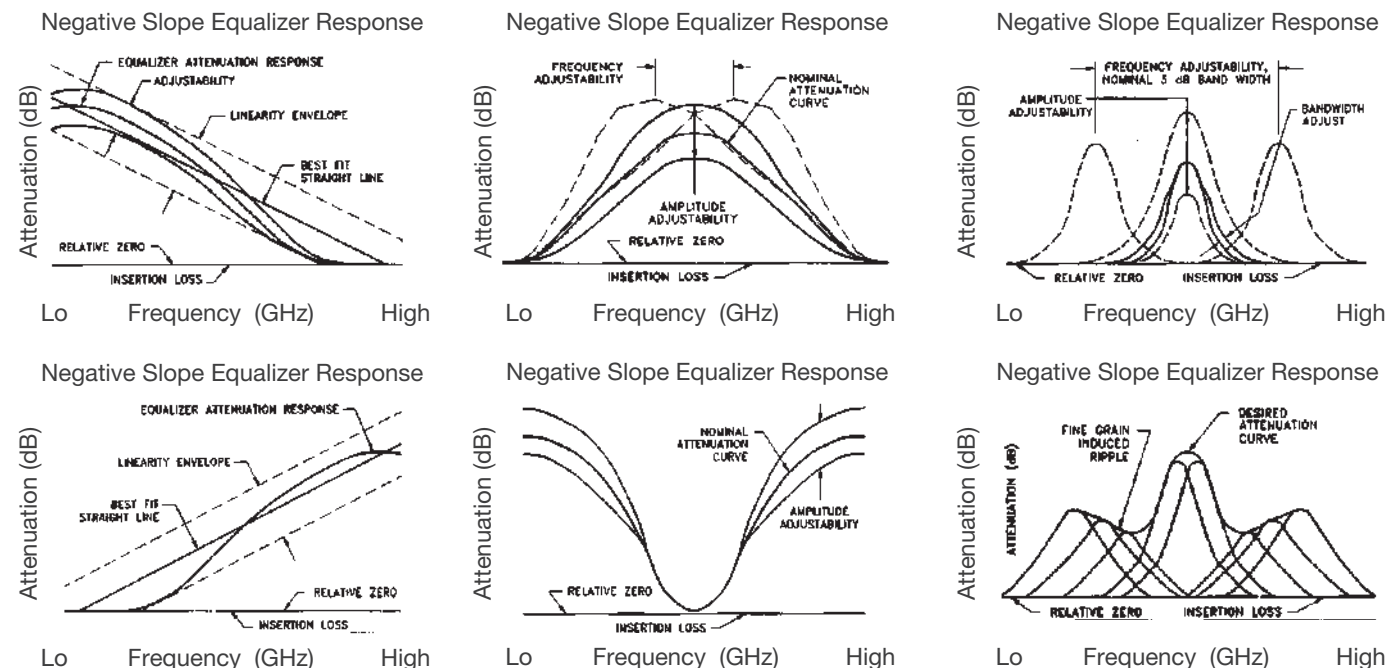 Negative Slope Equalizer Response
Attenuation (dB)
EQUALIZER ATTENUATION RESPONSE
ADJUSTABILITY
LINEARITY ENVELOPE
BEST FIT
STRAIGHT LINE
RELATIVE ZERO
INSERTION LOSS
Lo Frequency (GHz) High
Negative Slope Equalizer Response
Attenuation (dB)
FREQUENCY
ADJUSTABILITY
NOMINAL
ATTENUATION
CURVE
AMPLITUDE
ADJUSTABILITY
RELATIVE ZERO
INSERTION LOSS
Lo Frequency (GHz) High
Negative Slope Equalizer Response
Attenuation (dB)
FREQUENCY ADJUSTABILITY,
NOMINAL 3 dB BAND WIDTH
AMPLITUDE
ADJUSTABILITY
BANDWIDTH
ADJUST
RELATIVE ZERO
INSERTION LOSS
Lo Frequency (GHz) High
Negative Slope Equalizer Response
Attenuation (dB)
EQUALIZER ATTENUATION RESPONSE
LINEARITY ENVELOPE
BEST FIT
STRAIGHT LINE
RELATIVE ZERO
INSERTION LOSS
Lo Frequency (GHz) High
Negative Slope Equalizer Response
Attenuation (dB)
NOMINAL
ATTENUATION
CURVE
AMPLITUDE
ADJUSTABILITY
RELATIVE ZERO
INSERTION LOSS
Lo Frequency (GHz) High
Negative Slope Equalizer Response
Attenuation (dB)
ATTENUATION (dB)
FINE GRAIN
INDUCED
RIPPLE
DESIRED
ATTENUATION
CURVE
RELATIVE ZERO
INSERTION LOSS
Lo Frequency (GHz) High